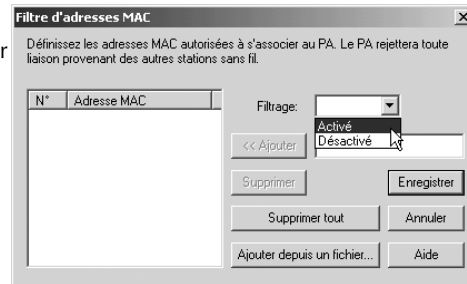 Filtre d'adresses MAC
r
Définissez les adresses MAC autorisées à s'associer au PA. Le PA rejettera toute
liaison provenant des autres stations sans fil.
N° Adresse MAC
Filtrage:
Activé
Désactivé
<< Ajouter
Supprimer
Enregistrer
Supprimer tout
Annuler
Ajouter depuis un fichier...
Aide